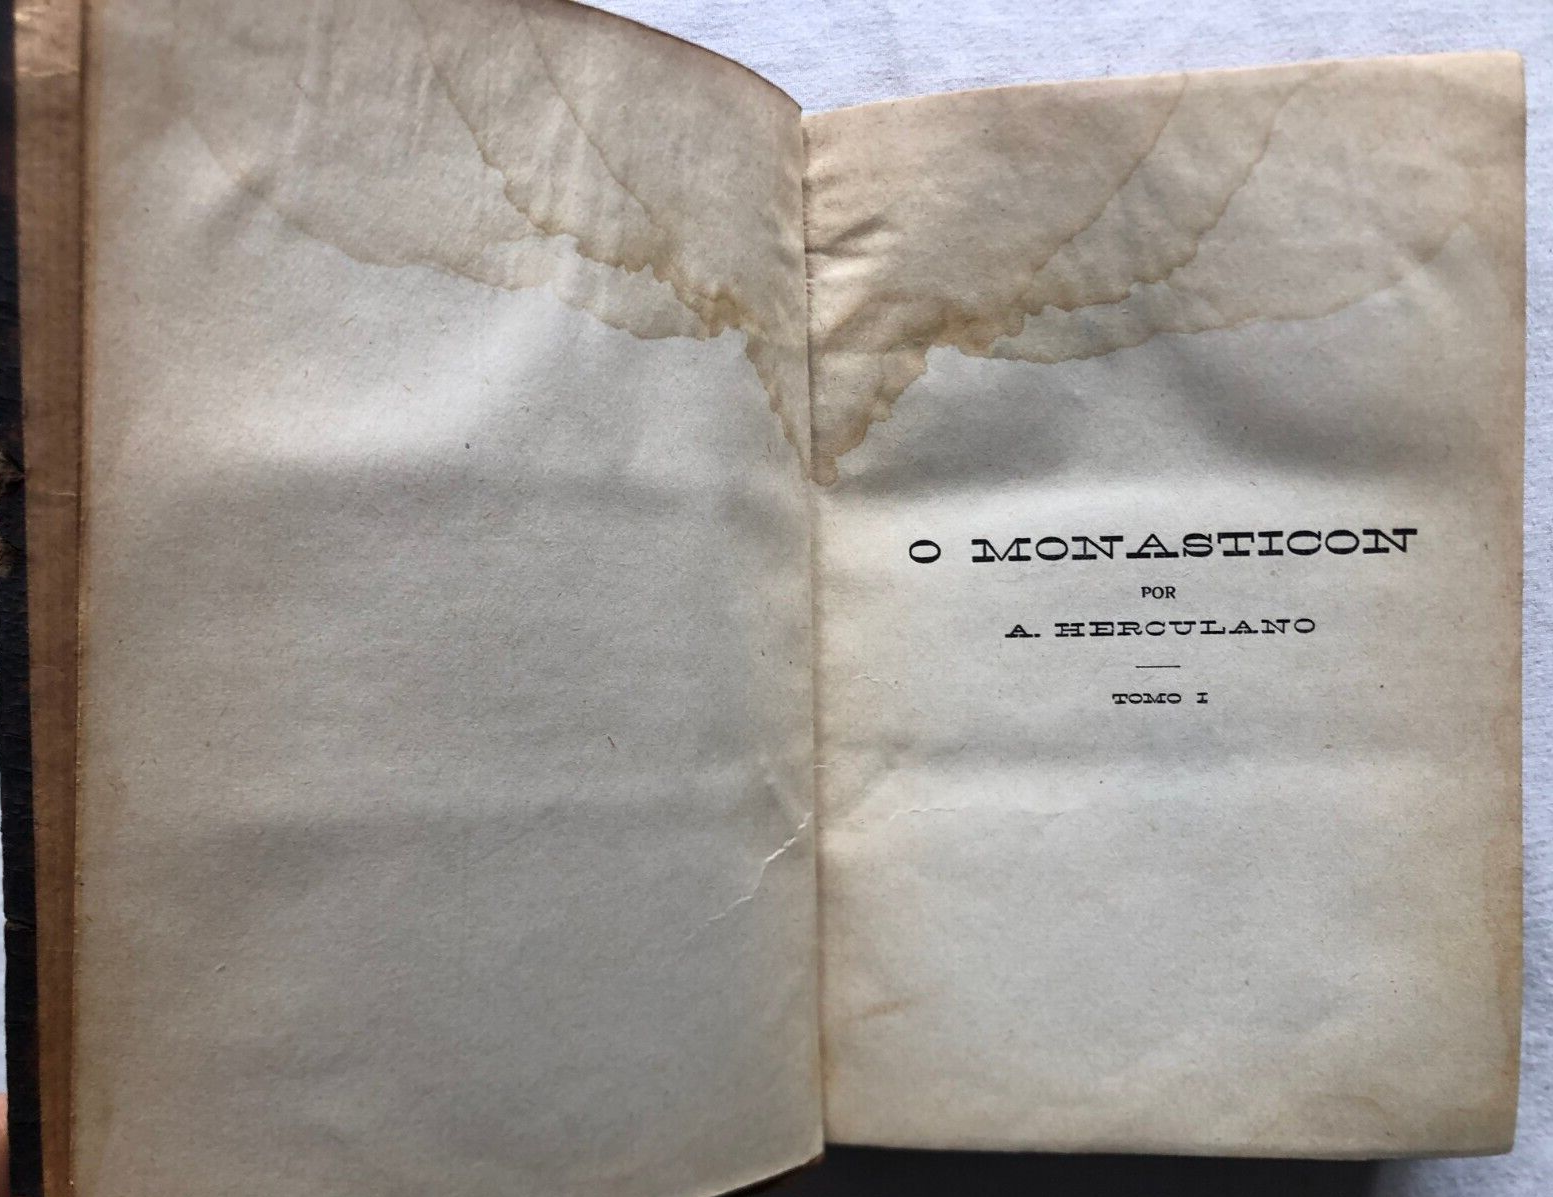 O MONASTICON
POR
A. HERCULANO
TOMO I